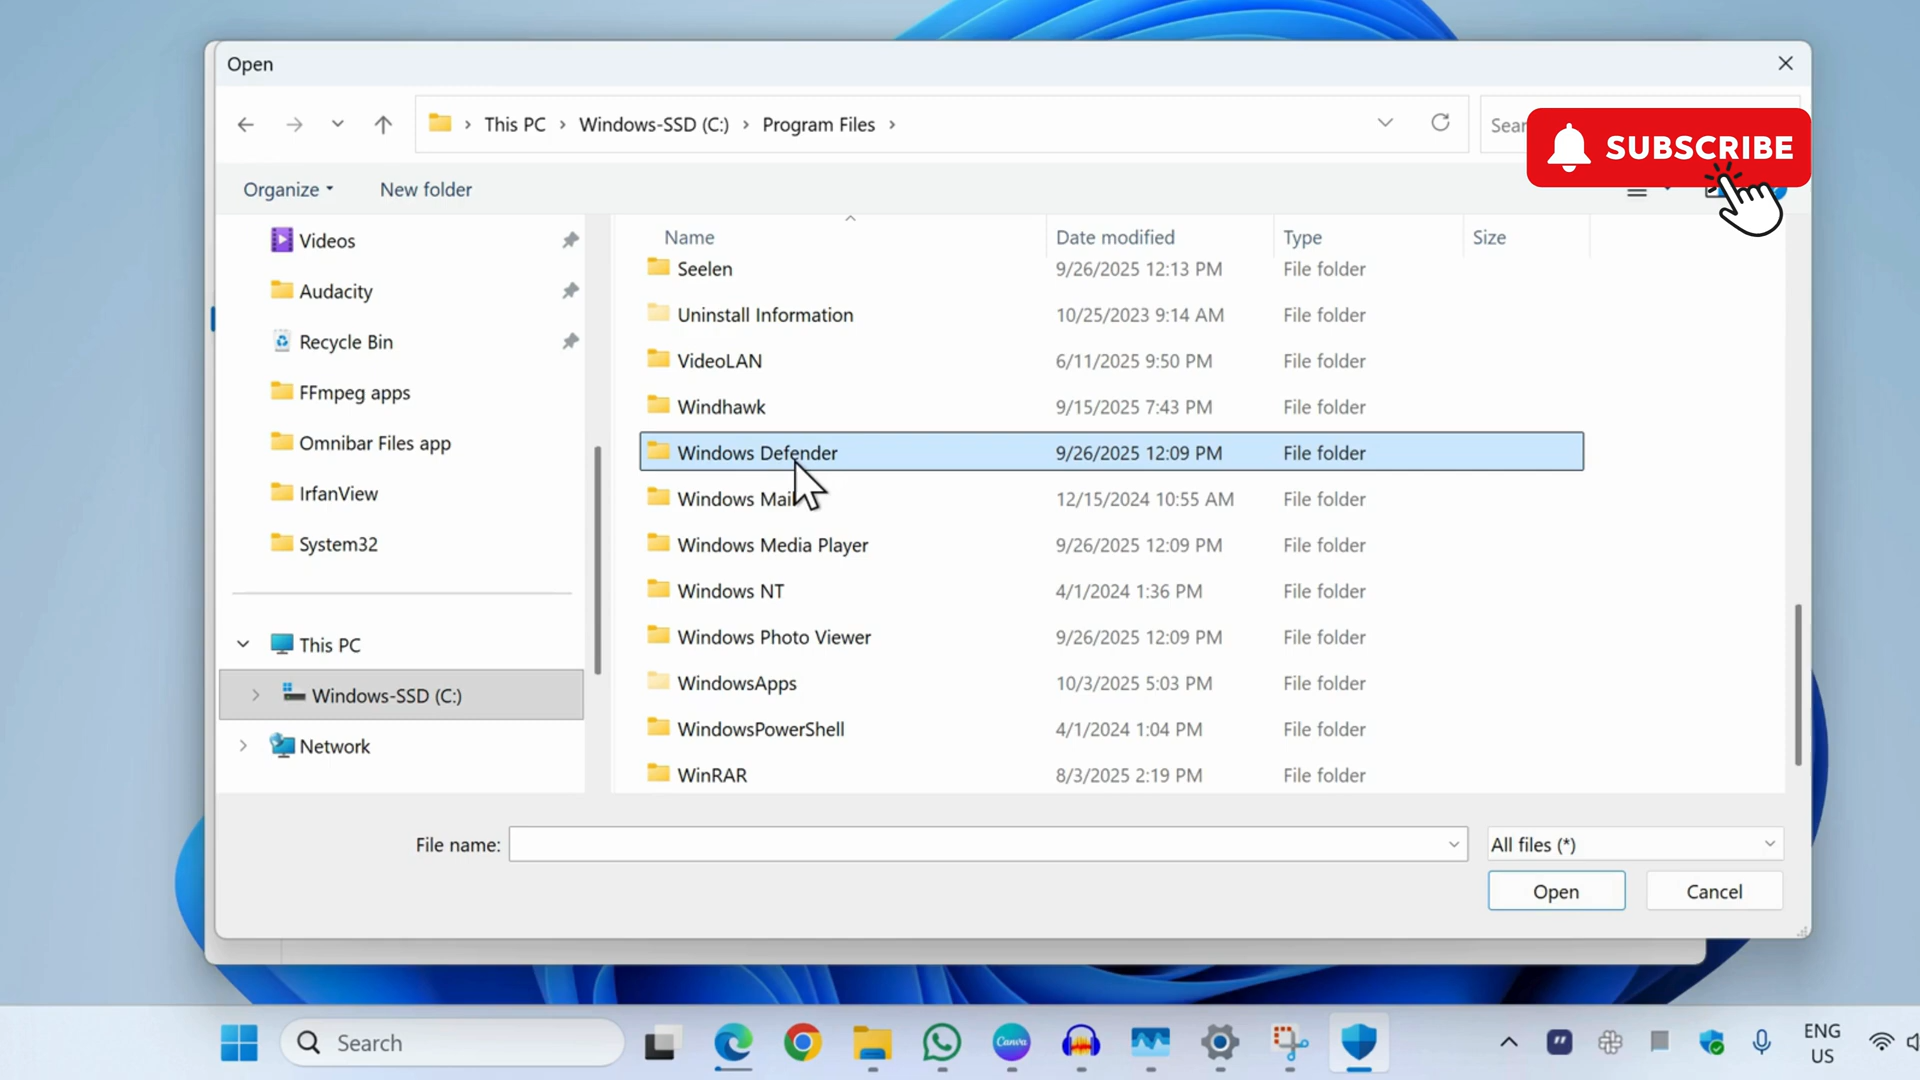 Open
This PC > Windows-SSD (C:) > Program Files >
SUBSCRIBE
Organize
New folder
Videos
Audacity
Recycle Bin
FFmpeg apps
Omnibar Files app
IrfanView
System32
This PC
Windows-SSD (C:)
Network
Name Date modified Type Size
Seelen 9/26/2025 12:13 PM File folder
Uninstall Information 10/25/2023 9:14 AM File folder
VideoLAN 6/11/2025 9:50 PM File folder
Windhawk 9/15/2025 7:43 PM File folder
Windows Defender 9/26/2025 12:09 PM File folder
Windows Mail 12/15/2024 10:55 AM File folder
Windows Media Player 9/26/2025 12:09 PM File folder
Windows NT 4/1/2024 1:36 PM File folder
Windows Photo Viewer 9/26/2025 12:09 PM File folder
WindowsApps 10/3/2025 5:03 PM File folder
WindowsPowerShell 4/1/2024 1:04 PM File folder
WinRAR 8/3/2025 2:19 PM File folder
File name:
All files (*)
Open
Cancel
Search
Canva
ENG
US